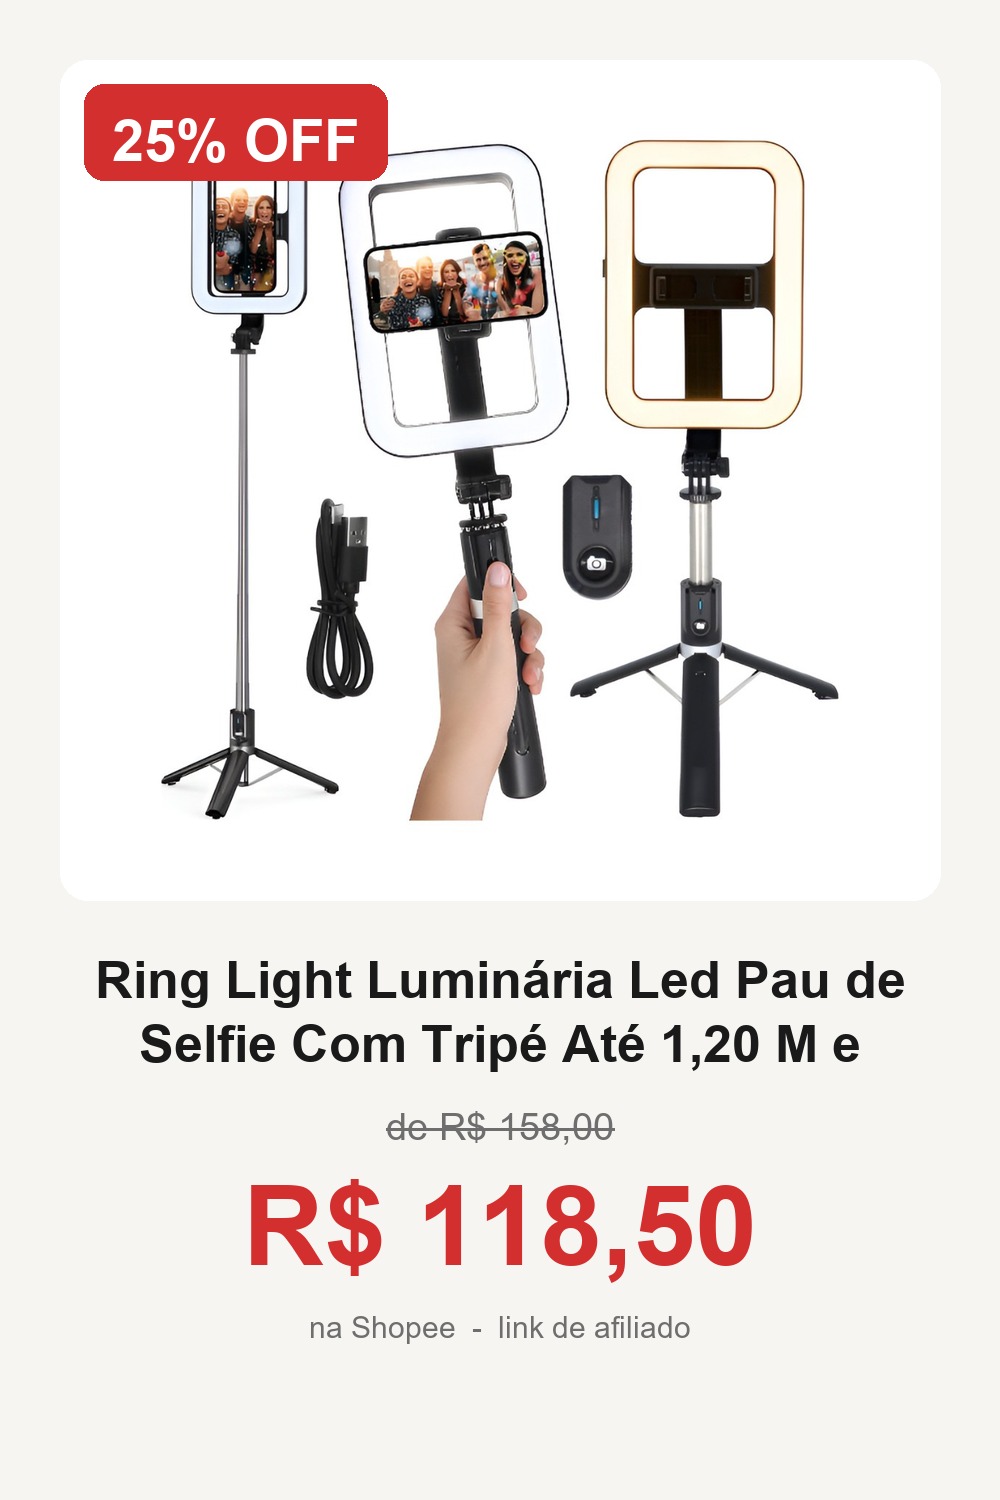 25% OFF
Ring Light Luminária Led Pau de
Selfie Com Tripé Até 1,20 M e
de R$ 158,00
R$ 118,50
na Shopee - link de afiliado